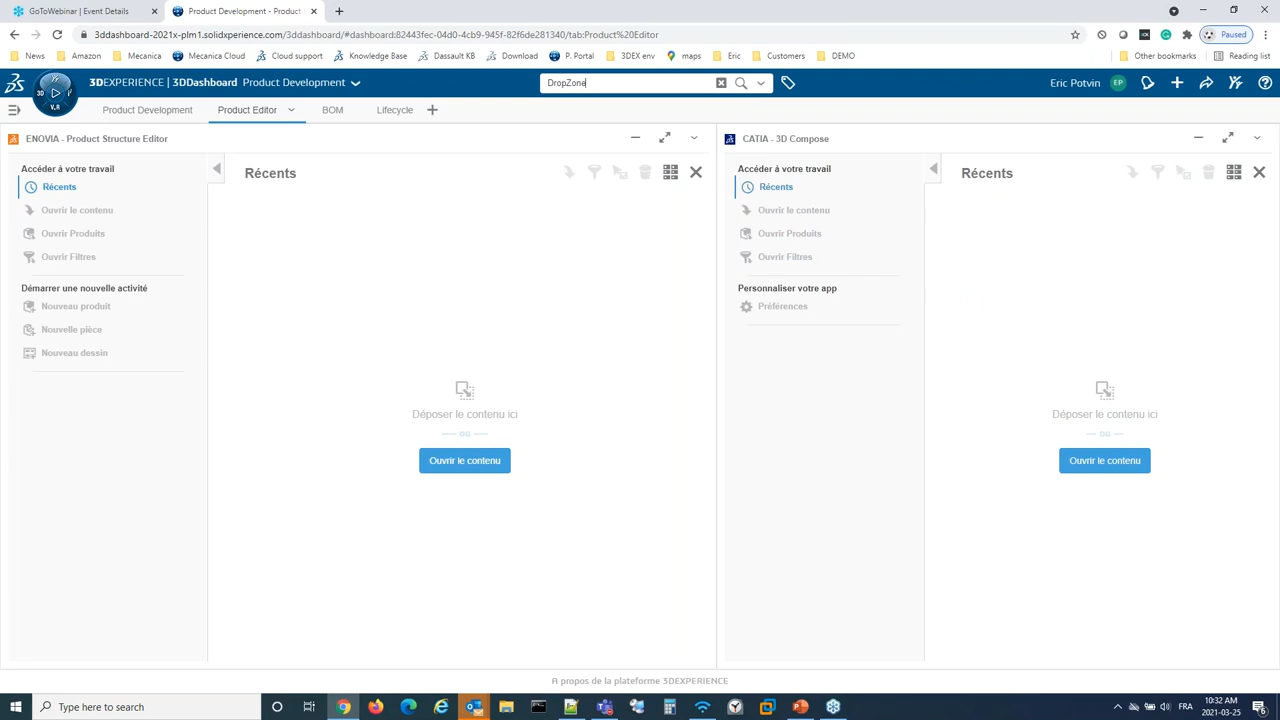 GoToWebinar | Event Details
Product Development - Product E
3ddashboard-2021x-plm1.solidxperience.com/3ddashboard/#dashboard:82443fec-04d0-4cb9-945f-82f6de281340/tab:Product%20Editor
Paused
News
Amazon
Mecanica
Mecanica GCal
Cloud support
Knowledge Base
Dassault KB
Download
P. Portal
3DEX env
maps
Eric
Customers
DEMO
Other bookmarks
Reading list
3D
V.R
3DEXPERIENCE | 3DDashboard Product Development
DropZone
Eric Potvin
EP
Product Development
Product Editor
BOM
Lifecycle
ENOVIA - Product Structure Editor
Accéder à votre travail
Récents
Ouvrir le contenu
Ouvrir Produits
Ouvrir Filtres
Démarrer une nouvelle activité
Nouveau produit
Nouvelle pièce
Nouveau dessin
Récents
Déposer le contenu ici
ou
Ouvrir le contenu
CATIA - 3D Compose
Accéder à votre travail
Récents
Ouvrir le contenu
Ouvrir Produits
Ouvrir Filtres
Personnaliser votre app
Préférences
Récents
Déposer le contenu ici
ou
Ouvrir le contenu
A propos de la plateforme 3DEXPERIENCE
Type here to search
FRA
10:32 AM
2021-03-25